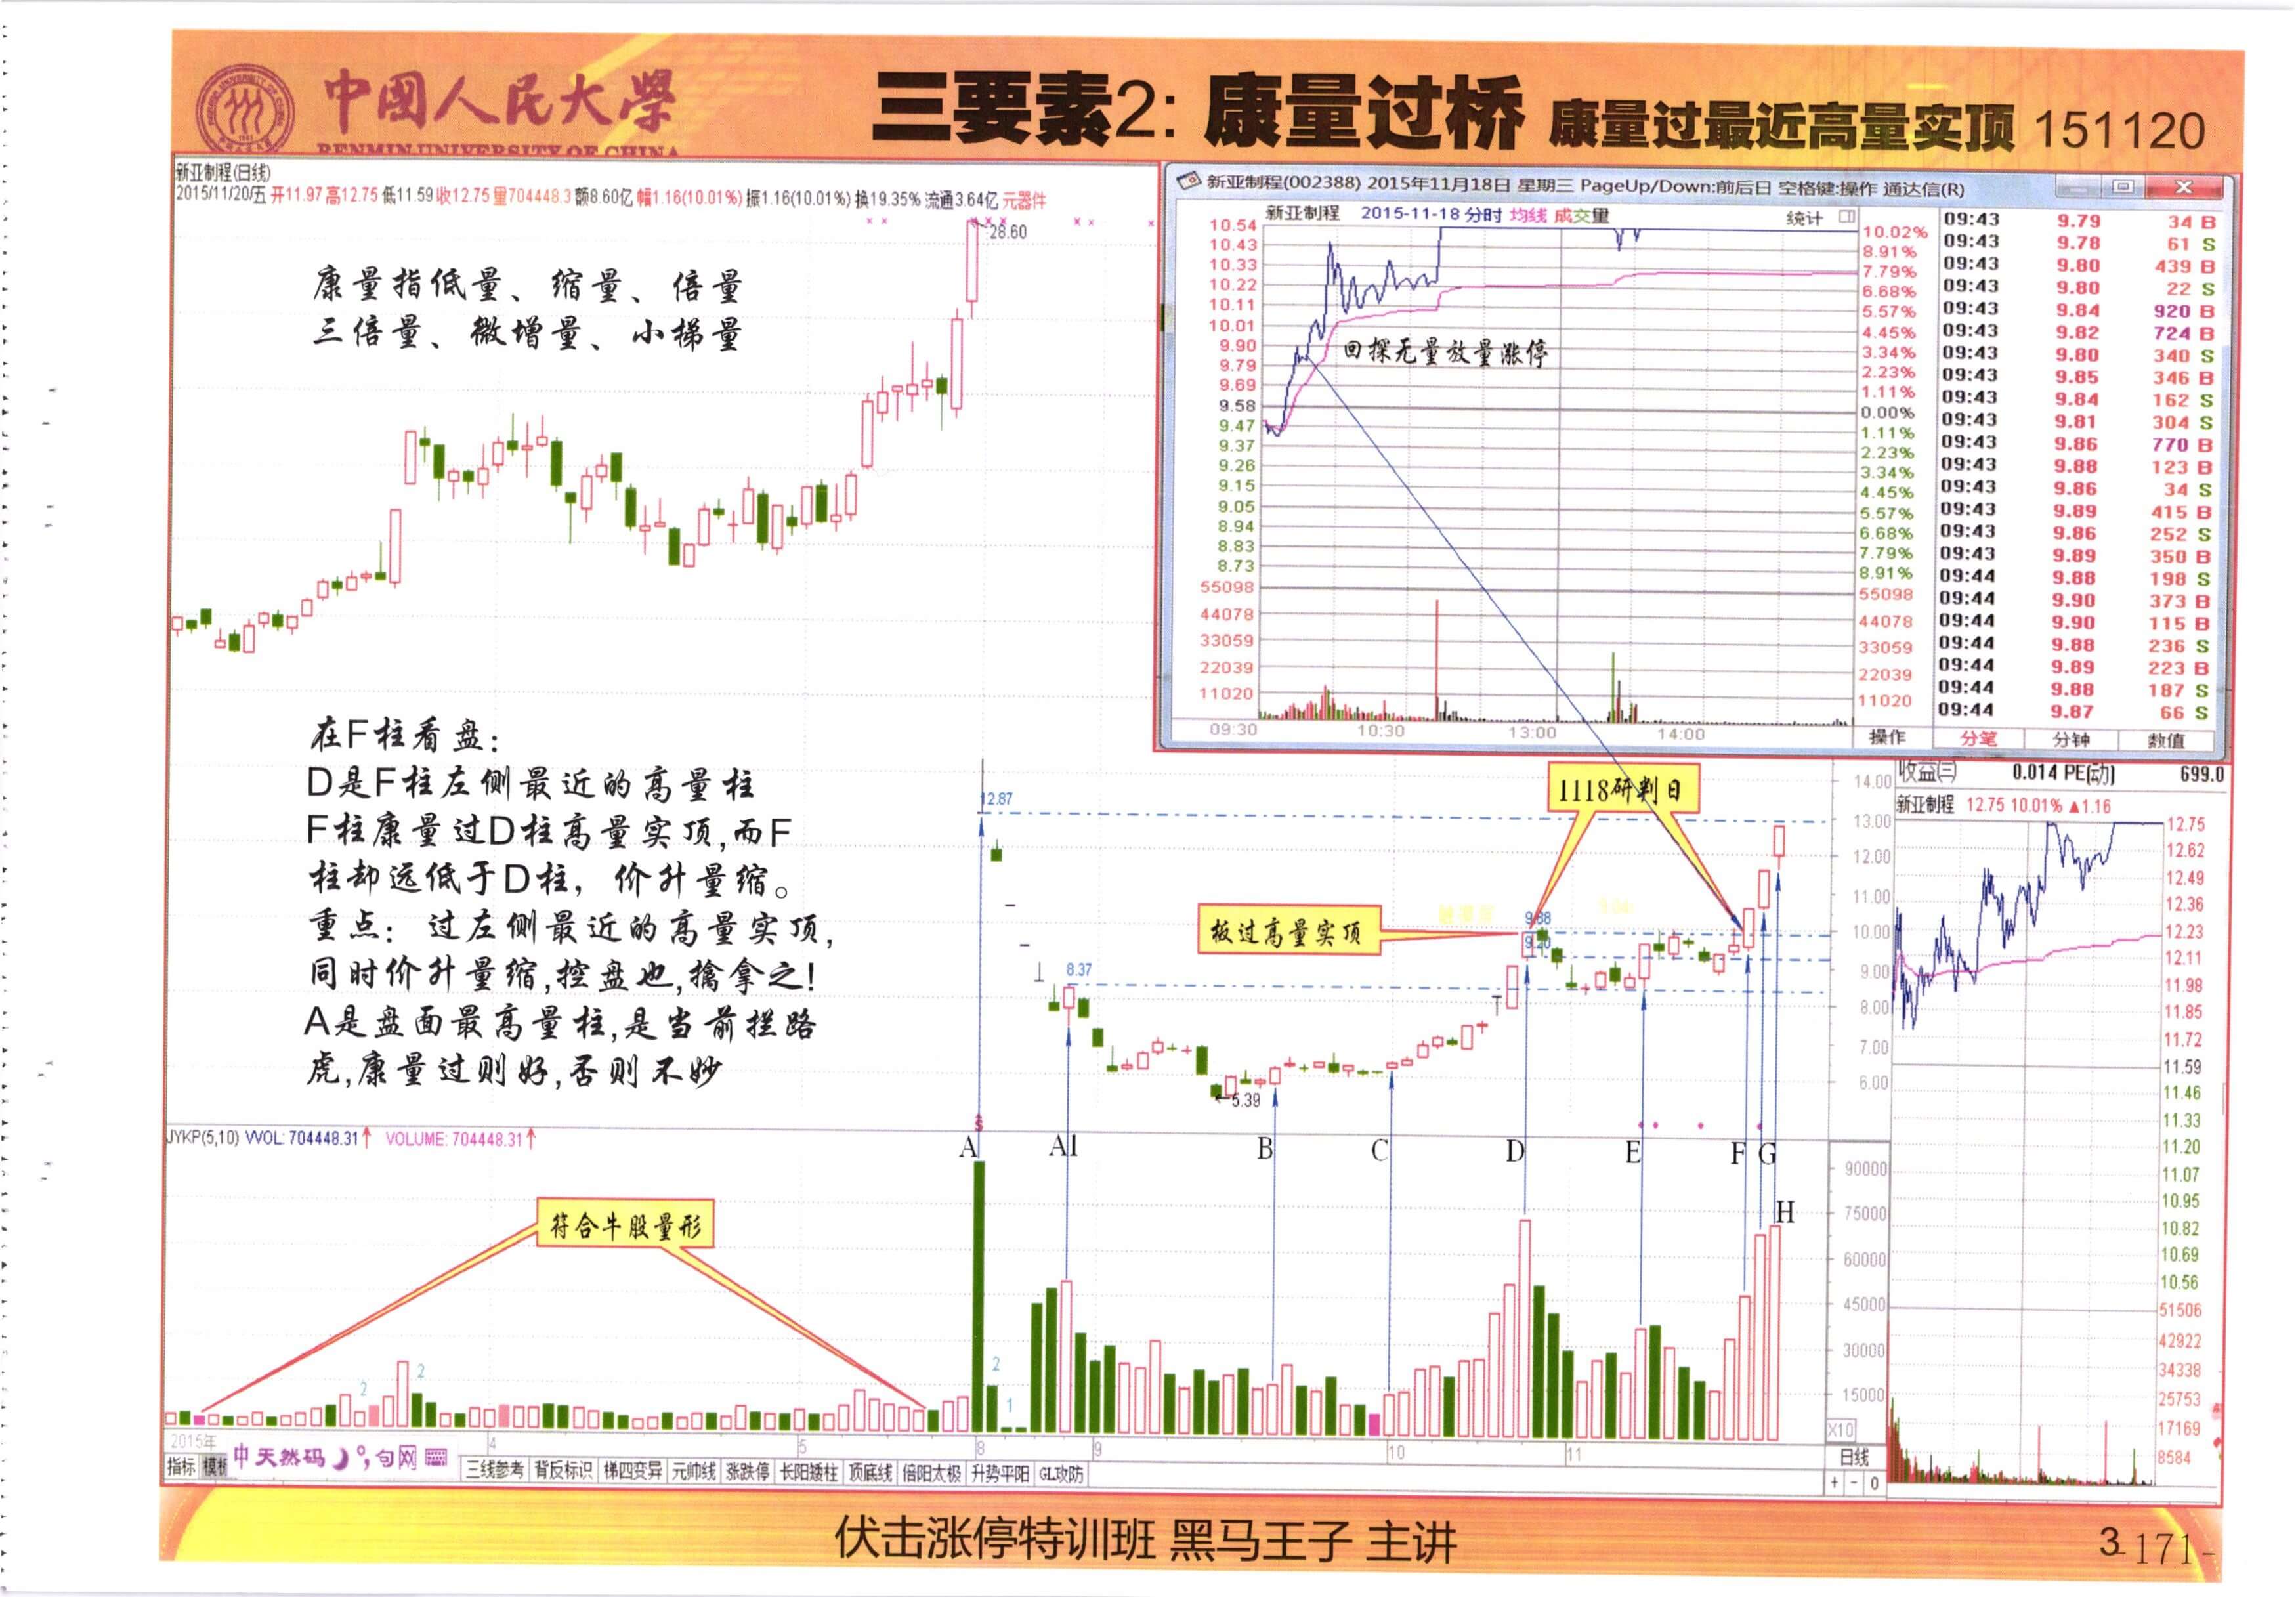 中國人民大學
RENMIN UNIVERSITY OF CHINA
三要素2: 康量过桥 康量过最近高量实顶 151120
新亚制程(日线)
2015/11/20/五 开11.97 高12.75 低11.59 收12.75 量704448.3 额8.60亿 幅1.16(10.01%) 振1.16(10.01%) 换19.35% 流通3.64亿 元器件
28.60
康量指低量、缩量、倍量
三倍量、微增量、小梯量
新亚制程(002388) 2015年11月18日 星期三 PageUp/Down:前后日 空格键:操作 通达信(R)
新亚制程 2015-11-18 分时 均线 成交量 统计
10.54
10.43
10.33
10.22
10.11
10.01
9.90
9.79
9.69
9.58
9.47
9.37
9.26
9.15
9.05
8.94
8.83
8.73
55098
44078
33059
22039
11020
回探无量放量涨停
10.02%
8.91%
7.79%
6.68%
5.57%
4.45%
3.34%
2.23%
1.11%
0.00%
1.11%
2.23%
3.34%
4.45%
5.57%
6.68%
7.79%
8.91%
55098
44078
33059
22039
11020
09:30 10:30 13:00 14:00
09:43 9.79 34 B
09:43 9.78 61 S
09:43 9.80 439 B
09:43 9.80 22 S
09:43 9.84 920 B
09:43 9.82 724 B
09:43 9.80 340 S
09:43 9.85 346 B
09:43 9.84 162 S
09:43 9.81 304 S
09:43 9.86 770 B
09:43 9.88 123 B
09:43 9.86 34 S
09:43 9.89 415 B
09:43 9.86 252 S
09:43 9.89 350 B
09:44 9.88 198 S
09:44 9.90 373 B
09:44 9.90 115 B
09:44 9.88 236 S
09:44 9.89 223 B
09:44 9.88 187 S
09:44 9.87 66 S
操作 分笔 分钟 数值
在F柱看盘:
D是F柱左侧最近的高量柱
F柱康量过D柱高量实顶,而F
柱却远低于D柱，价升量缩。
重点: 过左侧最近的高量实顶,
同时价升量缩,控盘也,擒拿之!
A是盘面最高量柱,是当前拦路
虎,康量过则好,否则不妙
12.87
8.37
5.39
1118研判日
板过高量实顶
9.88
9.20
14.00
13.00
12.00
11.00
10.00
9.00
8.00
7.00
6.00
收益(三) 0.014 PE(动) 699.0
新亚制程 12.75 10.01% ▲1.16
12.75
12.62
12.49
12.36
12.23
12.11
11.98
11.85
11.72
11.59
11.46
11.33
11.20
11.07
10.95
10.82
10.69
10.56
51506
42922
34338
25753
17169
8584
JYKP(5,10) VVOL: 704448.31↑ VOLUME: 704448.31↑
A A1 B C D E F G
H
符合牛股量形
2 2 2 1
90000
75000
60000
45000
30000
15000
X10
2015年 4 5 8 9 10 11 日线
指标 模板 中 天然码 句网
三线参考 背反标识 梯四变异 元帅线 涨跌停 长阳矮柱 顶底线 倍阳太极 升势平阳 GL攻防
+ - 0
伏击涨停特训班 黑马王子 主讲
3
-171-